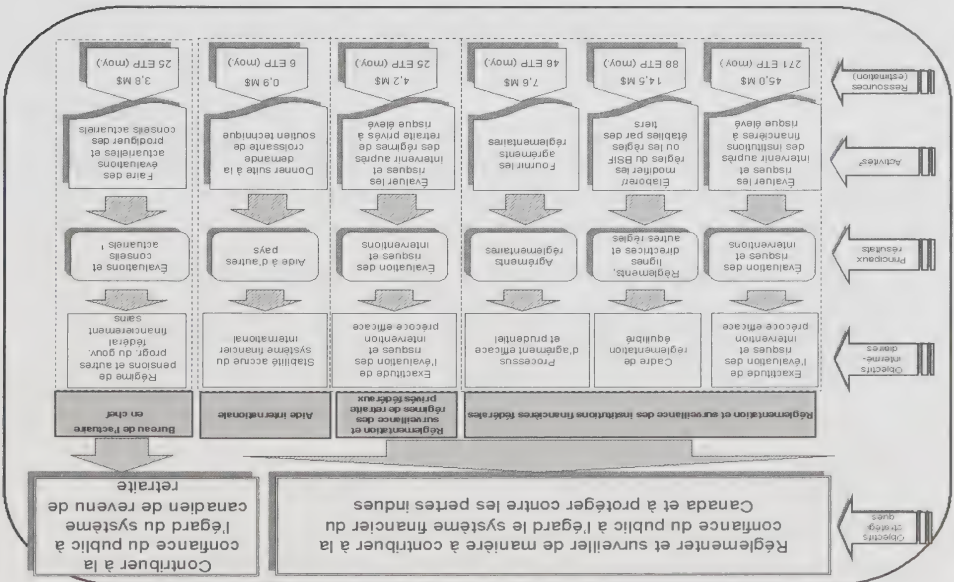 Objectifs
stratégi
ques
Réglementer et surveiller de manière à contribuer à la
confiance du public à l'égard le système financier du
Canada et à protéger contre les pertes indues
Contribuer à la
confiance du public à
l'égard du système
canadien de revenu de
retraite
Réglementation et surveillance des institutions financières fédérales
Réglementation et
surveillance des
régimes de retraite
privés fédéraux
Aide internationale
Bureau de l'actuaire
en chef
Objectifs
intermé-
diaires
Exactitude de
l'évaluation des
risques et
intervention
précoce efficace
Cadre de
réglementation
équilibré
Processus
d'agrément efficace
et prudentiel
Exactitude de
l'évaluation des
risques et
intervention
précoce efficace
Stabilité accrue du
système financier
international
Régime de
pensions et autres
progr. du gouv.
fédéral
financièrement
sains
Principaux
résultats
Évaluation des
risques et
interventions
Règlements,
lignes
directrices et
autres règles
Agréments
réglementaires
Évaluation des
risques et
interventions
Aide à d'autres
pays
Évaluations et
conseils
actuariels ¹
Activités²
Évaluer les
risques et
intervenir auprès
des institutions
financières à
risque élevé
Élaborer/
modifier les
règles du BSIF
ou les règles
établies par des
tiers
Fournir les
agréments
réglementaires
Évaluer les
risques et
intervenir auprès
des régimes de
retraite privés à
risque élevé
Donner suite à la
demande
croissante de
soutien technique
Faire des
évaluations
actuarielles et
prodiguer des
conseils actuariels
Ressources
(estimation)
45,0 M$
271 ETP (moy)
14,5 M$
88 ETP (moy)
7,6 M$
46 ETP (moy)
4,2 M$
25 ETP (moy)
0,9 M$
6 ETP (moy)
3,8 M$
25 ETP (moy)